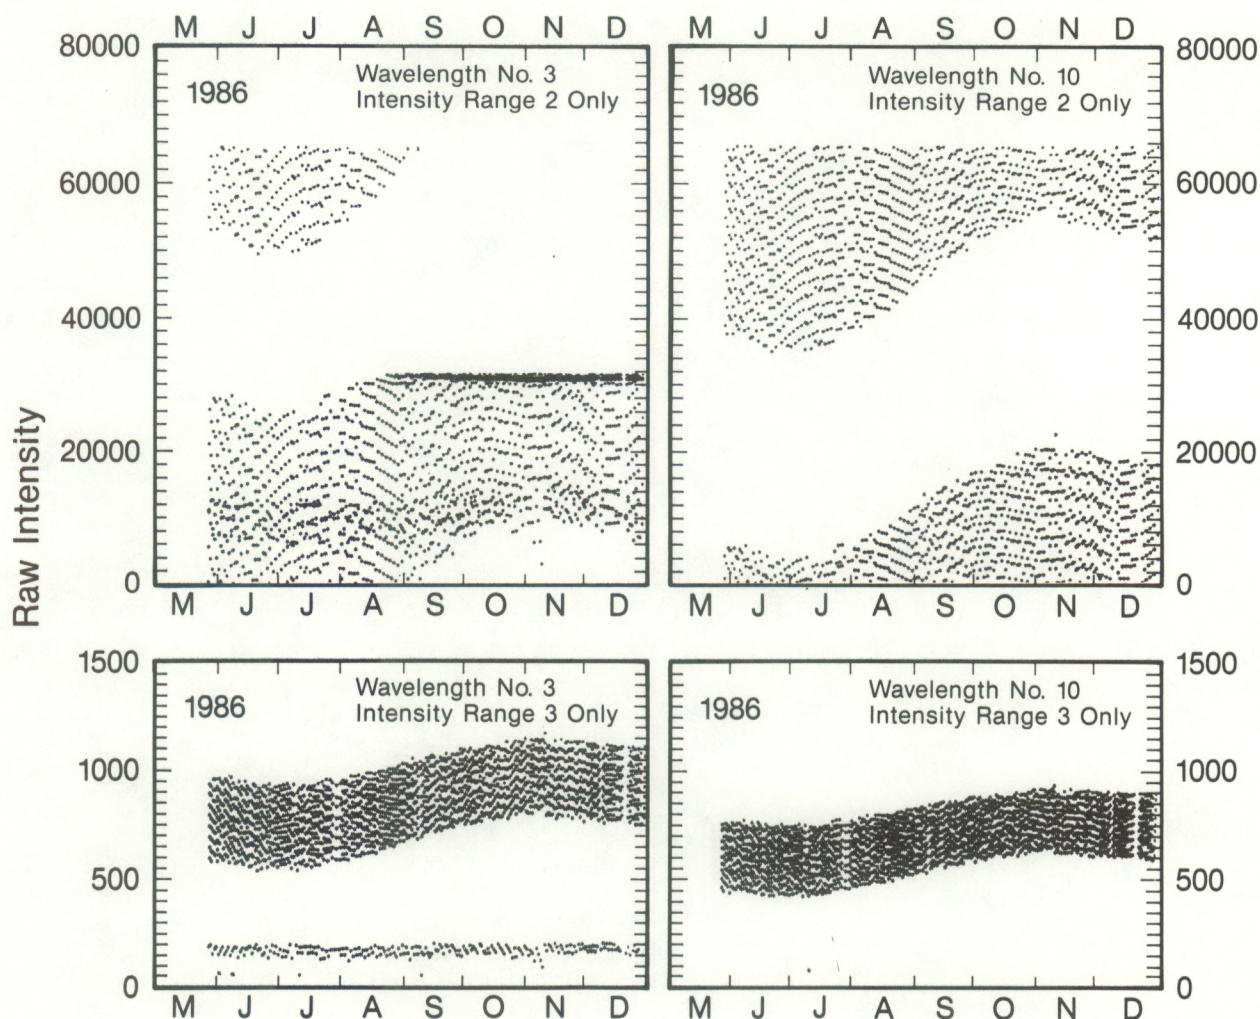 M J J A S O N D M J J A S O N D
80000 80000
1986 Wavelength No. 3 1986 Wavelength No. 10
Intensity Range 2 Only Intensity Range 2 Only
60000 60000
40000 40000
20000 20000
0 0
M J J A S O N D M J J A S O N D
Raw Intensity
1500 1500
1986 Wavelength No. 3 1986 Wavelength No. 10
Intensity Range 3 Only Intensity Range 3 Only
1000 1000
500 500
0 0
M J J A S O N D M J J A S O N D